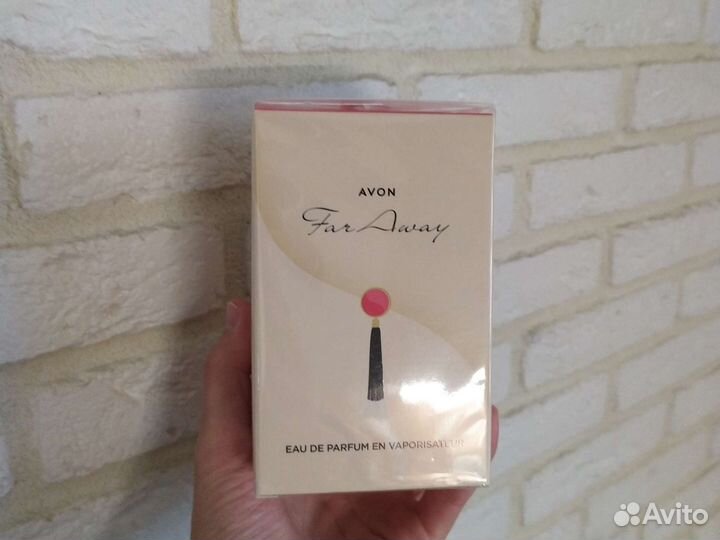 AVON
Far Away
EAU DE PARFUM EN VAPORISATEUR
Avito